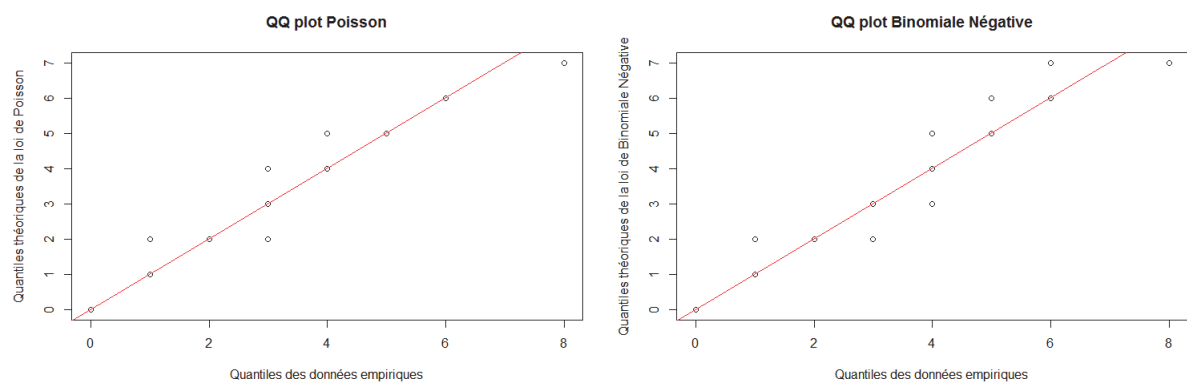 QQ plot Poisson
Quantiles théoriques de la loi de Poisson
7
6
5
4
3
2
1
0
0 2 4 6 8
Quantiles des données empiriques
QQ plot Binomiale Négative
Quantiles théoriques de la loi de Binomiale Négative
7
6
5
4
3
2
1
0
0 2 4 6 8
Quantiles des données empiriques